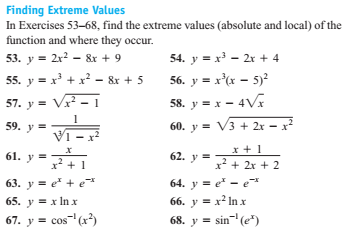 Finding Extreme Values
In Exercises 53–68, find the extreme values (absolute and local) of the
function and where they occur.
53. y = 2x² − 8x + 9
54. y = x³ − 2x + 4
55. y = x³ + x² − 8x + 5
56. y = x³(x − 5)²
57. y = √(x² − 1)
58. y = x − 4√x
59. y = 1/∛(1 − x²)
60. y = √(3 + 2x − x²)
61. y = x/(x² + 1)
62. y = (x + 1)/(x² + 2x + 2)
63. y = eˣ + e⁻ˣ
64. y = eˣ − e⁻ˣ
65. y = x ln x
66. y = x² ln x
67. y = cos⁻¹(x²)
68. y = sin⁻¹(eˣ)